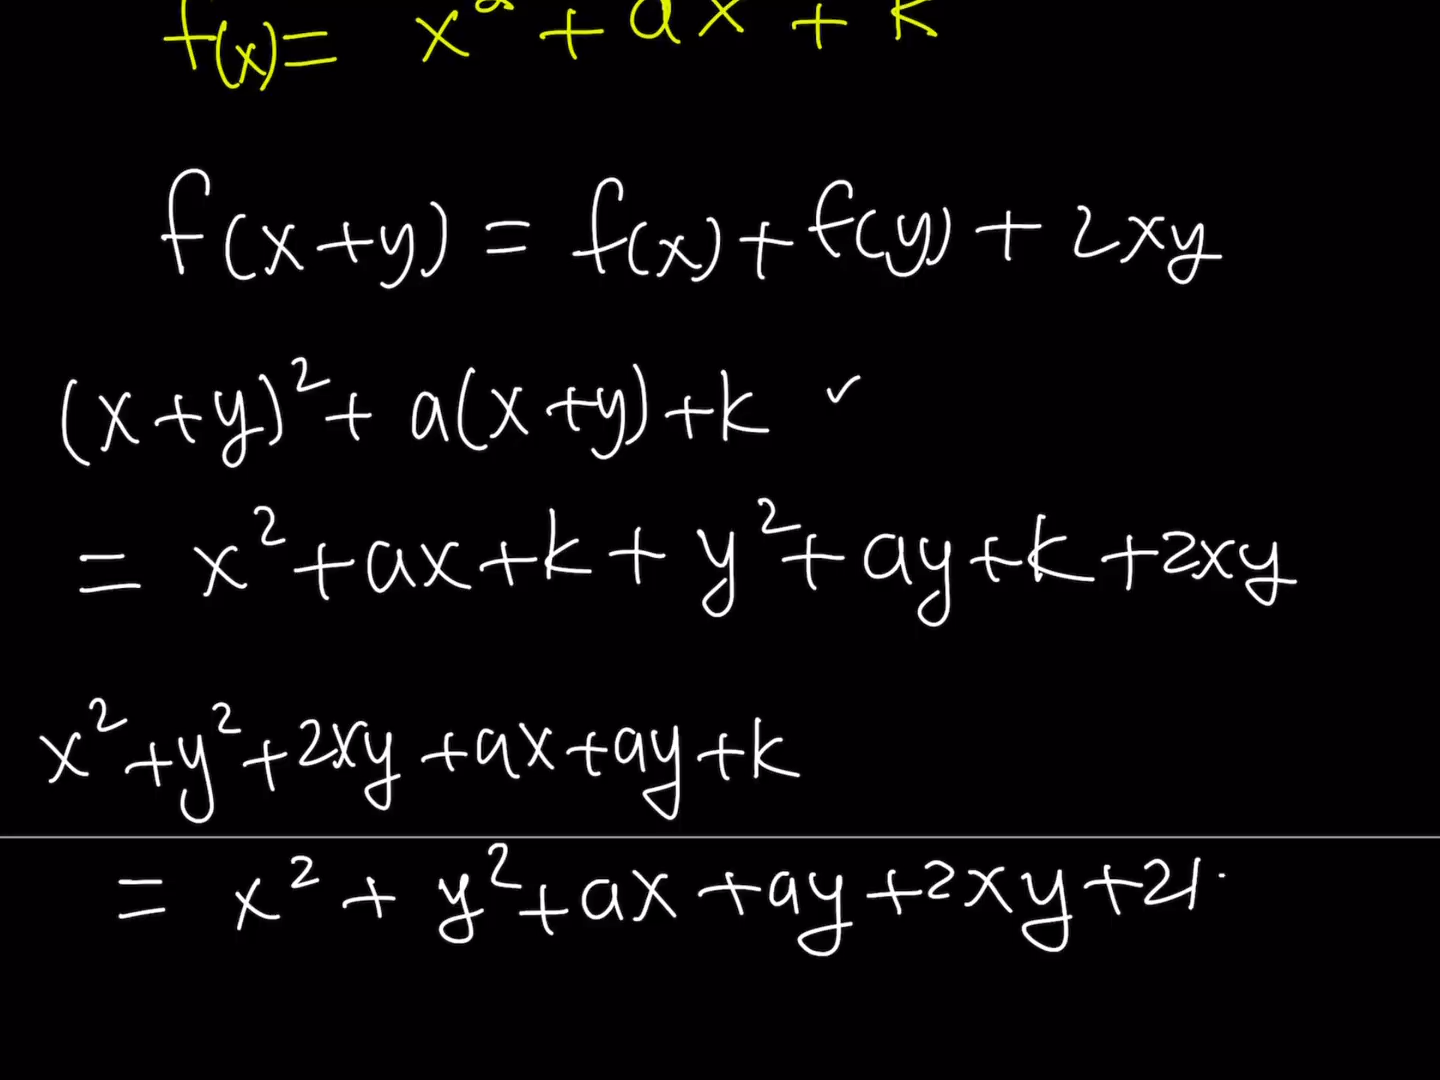 f(x) = x² + ax + k
f(x+y) = f(x) + f(y) + 2xy
(x+y)² + a(x+y) + k ✓
= x² + ax + k + y² + ay + k + 2xy
x² + y² + 2xy + ax + ay + k
= x² + y² + ax + ay + 2xy + 2